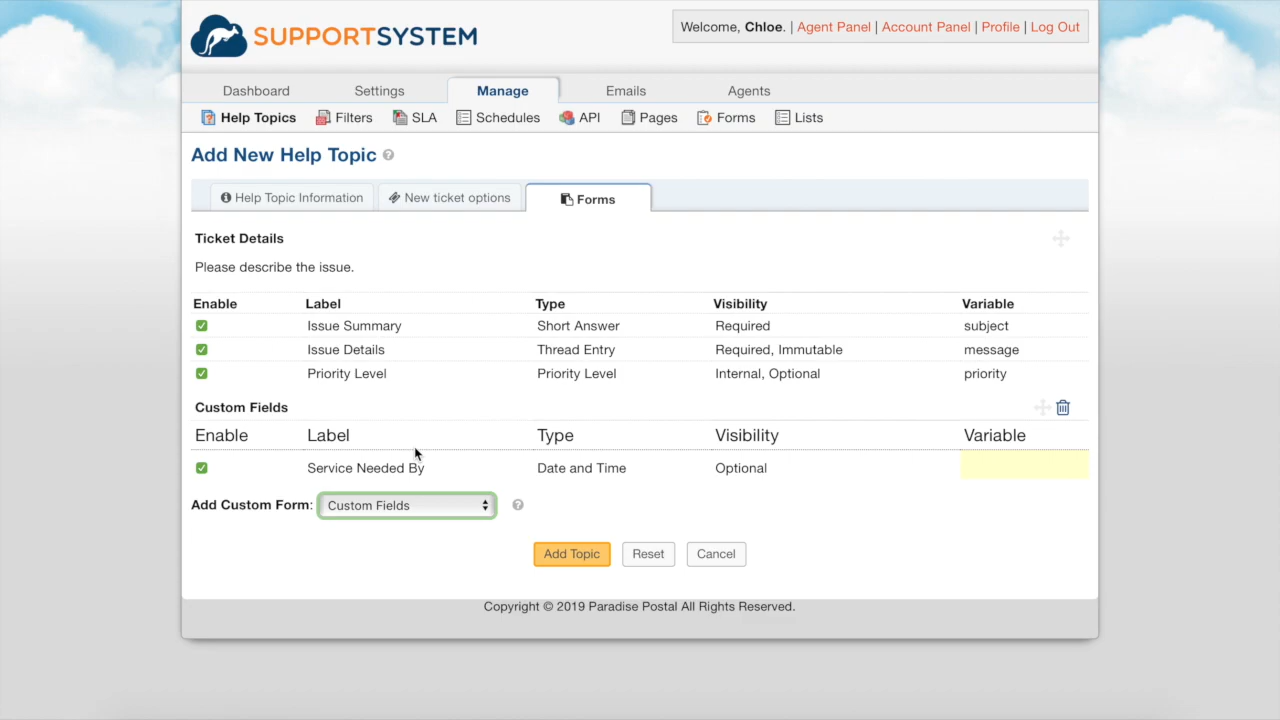 SUPPORTSYSTEM
Welcome, Chloe. | Agent Panel | Account Panel | Profile | Log Out
Dashboard Settings Manage Emails Agents
Help Topics Filters SLA Schedules API Pages Forms Lists
Add New Help Topic ?
Help Topic Information New ticket options Forms
Ticket Details
Please describe the issue.
Enable Label Type Visibility Variable
Issue Summary Short Answer Required subject
Issue Details Thread Entry Required, Immutable message
Priority Level Priority Level Internal, Optional priority
Custom Fields
Enable Label Type Visibility Variable
Service Needed By Date and Time Optional
Add Custom Form: Custom Fields ?
Add Topic Reset Cancel
Copyright © 2019 Paradise Postal All Rights Reserved.